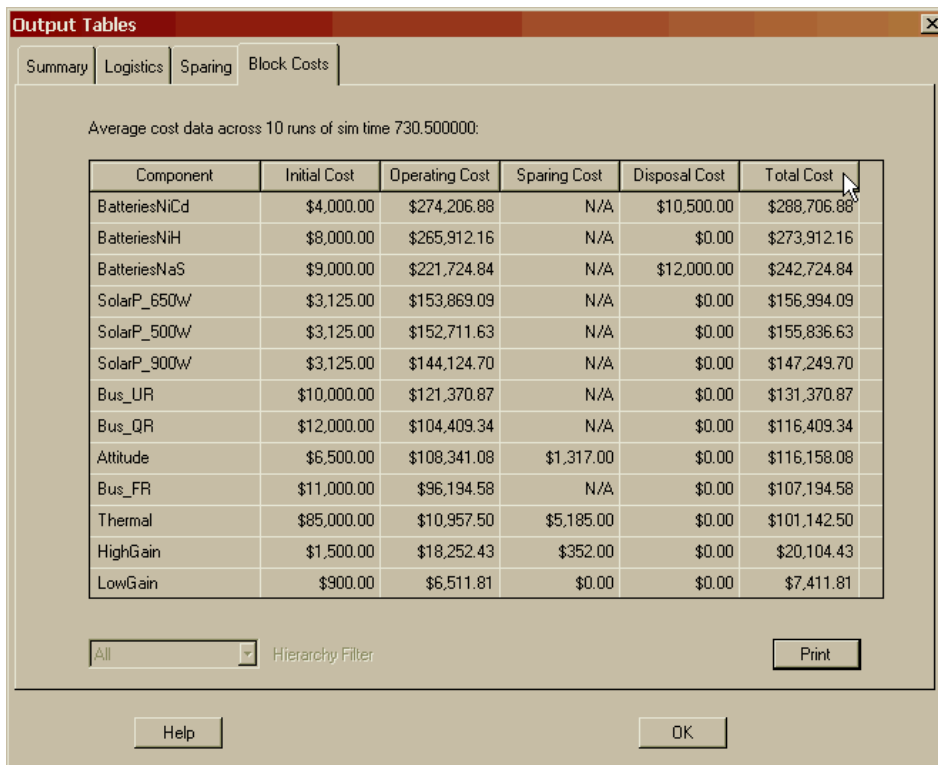 Output Tables
Summary Logistics Sparing Block Costs
Average cost data across 10 runs of sim time 730.500000:
Component Initial Cost Operating Cost Sparing Cost Disposal Cost Total Cost
BatteriesNiCd $4,000.00 $274,206.88 N/A $10,500.00 $288,706.88
BatteriesNiH $8,000.00 $265,912.16 N/A $0.00 $273,912.16
BatteriesNaS $9,000.00 $221,724.84 N/A $12,000.00 $242,724.84
SolarP_650W $3,125.00 $153,869.09 N/A $0.00 $156,994.09
SolarP_500W $3,125.00 $152,711.63 N/A $0.00 $155,836.63
SolarP_900W $3,125.00 $144,124.70 N/A $0.00 $147,249.70
Bus_UR $10,000.00 $121,370.87 N/A $0.00 $131,370.87
Bus_QR $12,000.00 $104,409.34 N/A $0.00 $116,409.34
Attitude $6,500.00 $108,341.08 $1,317.00 $0.00 $116,158.08
Bus_FR $11,000.00 $96,194.58 N/A $0.00 $107,194.58
Thermal $85,000.00 $10,957.50 $5,185.00 $0.00 $101,142.50
HighGain $1,500.00 $18,252.43 $352.00 $0.00 $20,104.43
LowGain $900.00 $6,511.81 $0.00 $0.00 $7,411.81
All Hierarchy Filter Print
Help OK